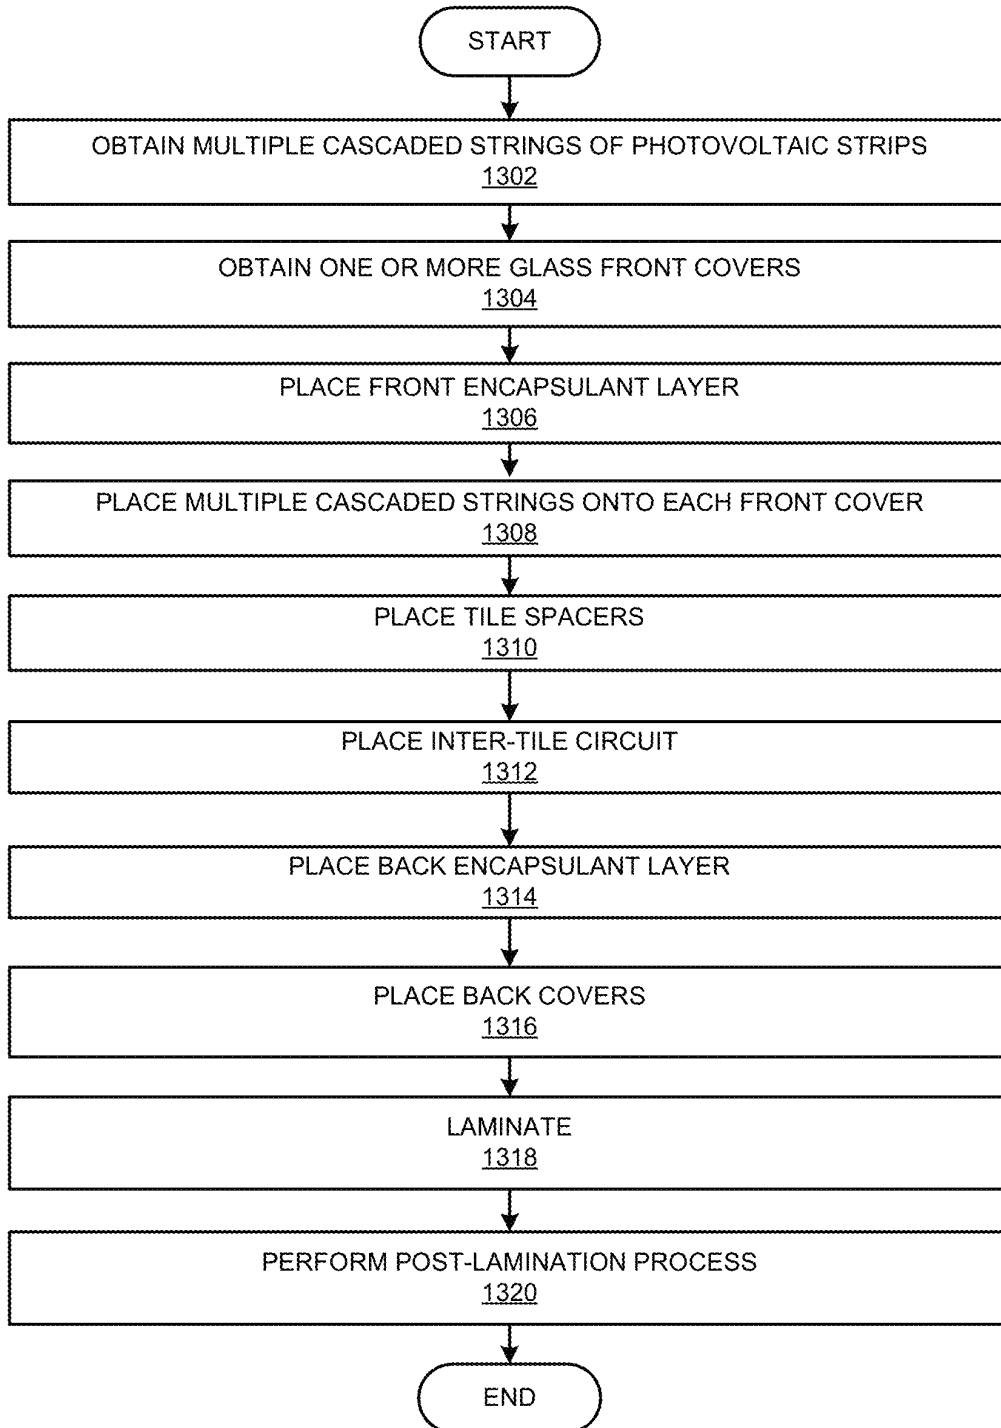 START
OBTAIN MULTIPLE CASCADED STRINGS OF PHOTOVOLTAIC STRIPS
1302
OBTAIN ONE OR MORE GLASS FRONT COVERS
1304
PLACE FRONT ENCAPSULANT LAYER
1306
PLACE MULTIPLE CASCADED STRINGS ONTO EACH FRONT COVER
1308
PLACE TILE SPACERS
1310
PLACE INTER-TILE CIRCUIT
1312
PLACE BACK ENCAPSULANT LAYER
1314
PLACE BACK COVERS
1316
LAMINATE
1318
PERFORM POST-LAMINATION PROCESS
1320
END